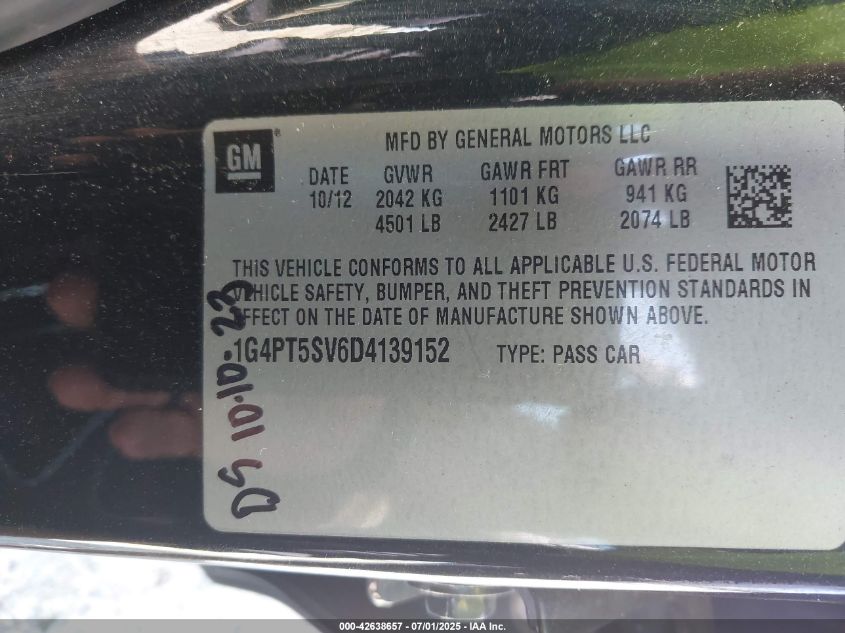 GM
MFD BY GENERAL MOTORS LLC
DATE GVWR GAWR FRT GAWR RR
10/12 2042 KG 1101 KG 941 KG
4501 LB 2427 LB 2074 LB
THIS VEHICLE CONFORMS TO ALL APPLICABLE U.S. FEDERAL MOTOR
VEHICLE SAFETY, BUMPER, AND THEFT PREVENTION STANDARDS IN
EFFECT ON THE DATE OF MANUFACTURE SHOWN ABOVE.
1G4PT5SV6D4139152 TYPE: PASS CAR
DS 10-10-23
000-42638657 - 07/01/2025 - IAA Inc.